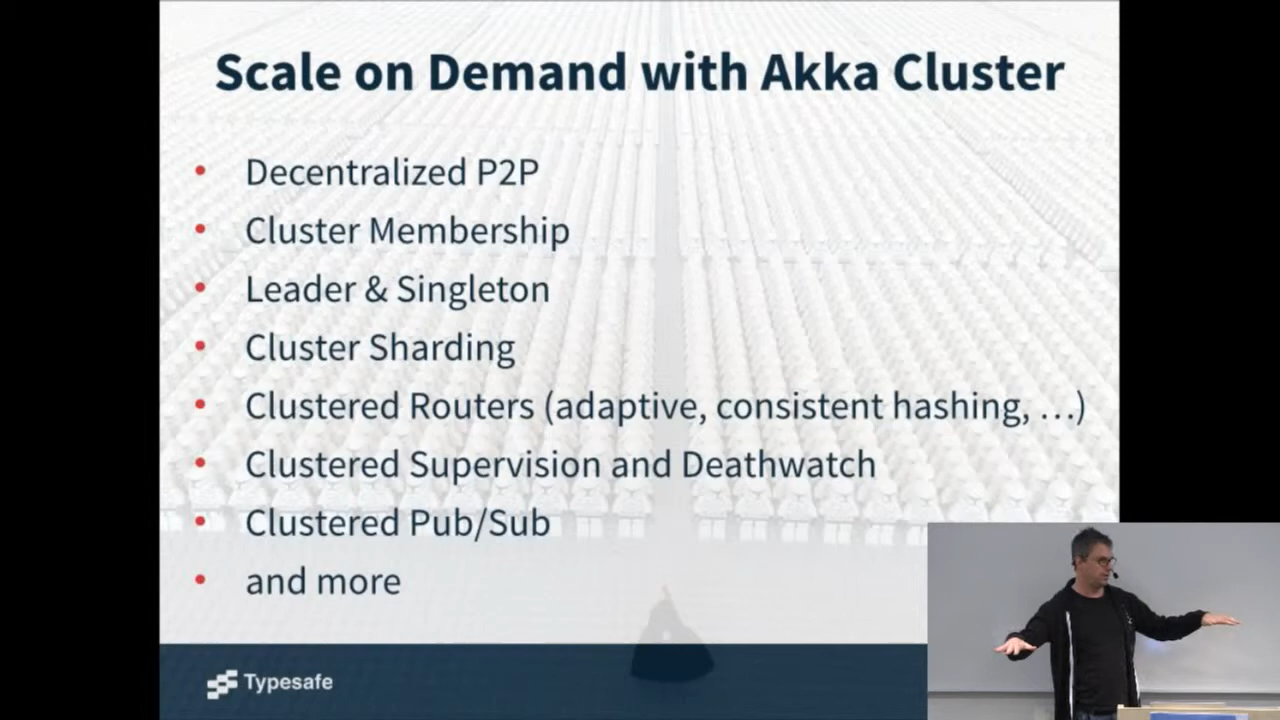 Scale on Demand with Akka Cluster
• Decentralized P2P
• Cluster Membership
• Leader & Singleton
• Cluster Sharding
• Clustered Routers (adaptive, consistent hashing, …)
• Clustered Supervision and Deathwatch
• Clustered Pub/Sub
• and more
Typesafe